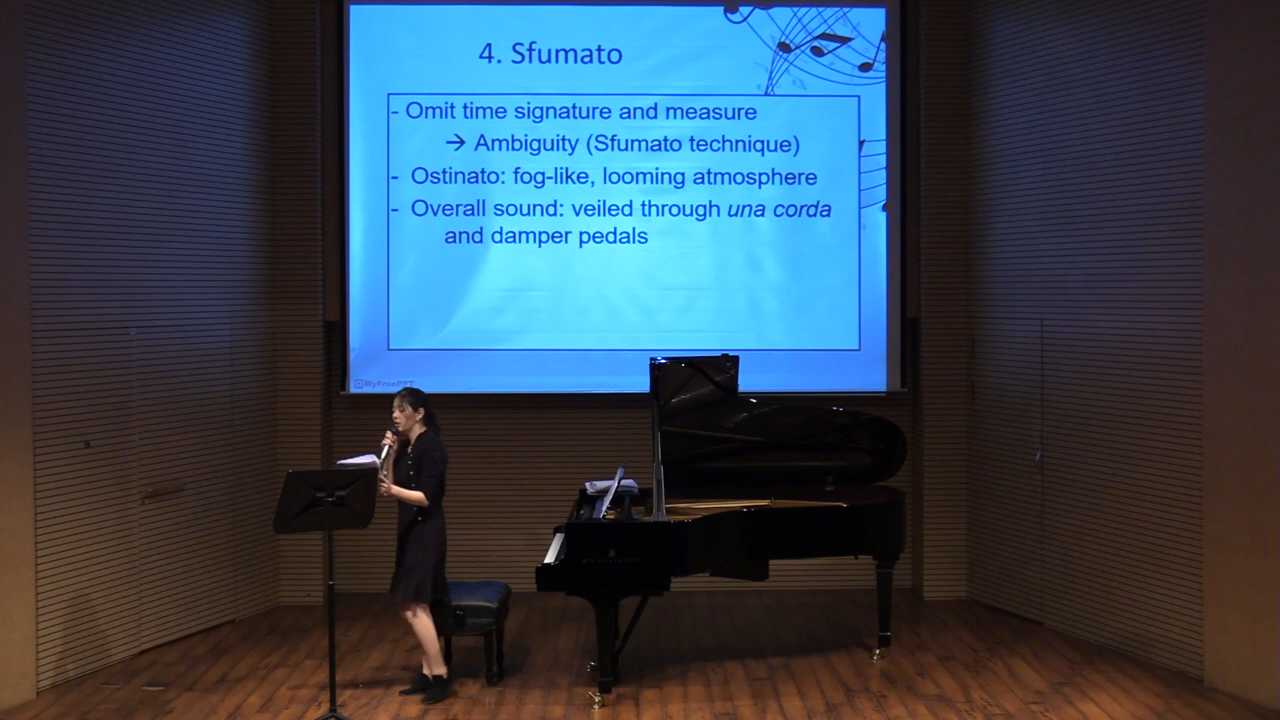 4. Sfumato
- Omit time signature and measure
→ Ambiguity (Sfumato technique)
- Ostinato: fog-like, looming atmosphere
- Overall sound: veiled through una corda
and damper pedals
MyFreePPT